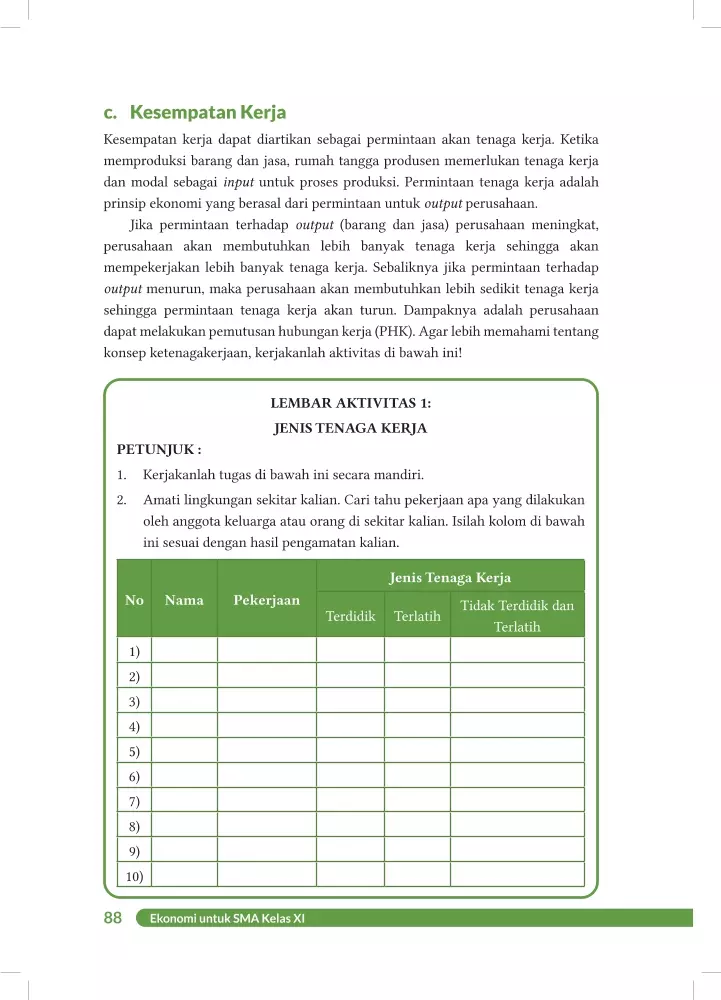 c. Kesempatan Kerja
Kesempatan kerja dapat diartikan sebagai permintaan akan tenaga kerja. Ketika
memproduksi barang dan jasa, rumah tangga produsen memerlukan tenaga kerja
dan modal sebagai input untuk proses produksi. Permintaan tenaga kerja adalah
prinsip ekonomi yang berasal dari permintaan untuk output perusahaan.
Jika permintaan terhadap output (barang dan jasa) perusahaan meningkat,
perusahaan akan membutuhkan lebih banyak tenaga kerja sehingga akan
mempekerjakan lebih banyak tenaga kerja. Sebaliknya jika permintaan terhadap
output menurun, maka perusahaan akan membutuhkan lebih sedikit tenaga kerja
sehingga permintaan tenaga kerja akan turun. Dampaknya adalah perusahaan
dapat melakukan pemutusan hubungan kerja (PHK). Agar lebih memahami tentang
konsep ketenagakerjaan, kerjakanlah aktivitas di bawah ini!
LEMBAR AKTIVITAS 1:
JENIS TENAGA KERJA
PETUNJUK :
1. Kerjakanlah tugas di bawah ini secara mandiri.
2. Amati lingkungan sekitar kalian. Cari tahu pekerjaan apa yang dilakukan
oleh anggota keluarga atau orang di sekitar kalian. Isilah kolom di bawah
ini sesuai dengan hasil pengamatan kalian.
No Nama Pekerjaan Jenis Tenaga Kerja
Terdidik Terlatih Tidak Terdidik dan
Terlatih
1)
2)
3)
4)
5)
6)
7)
8)
9)
10)
88 Ekonomi untuk SMA Kelas XI